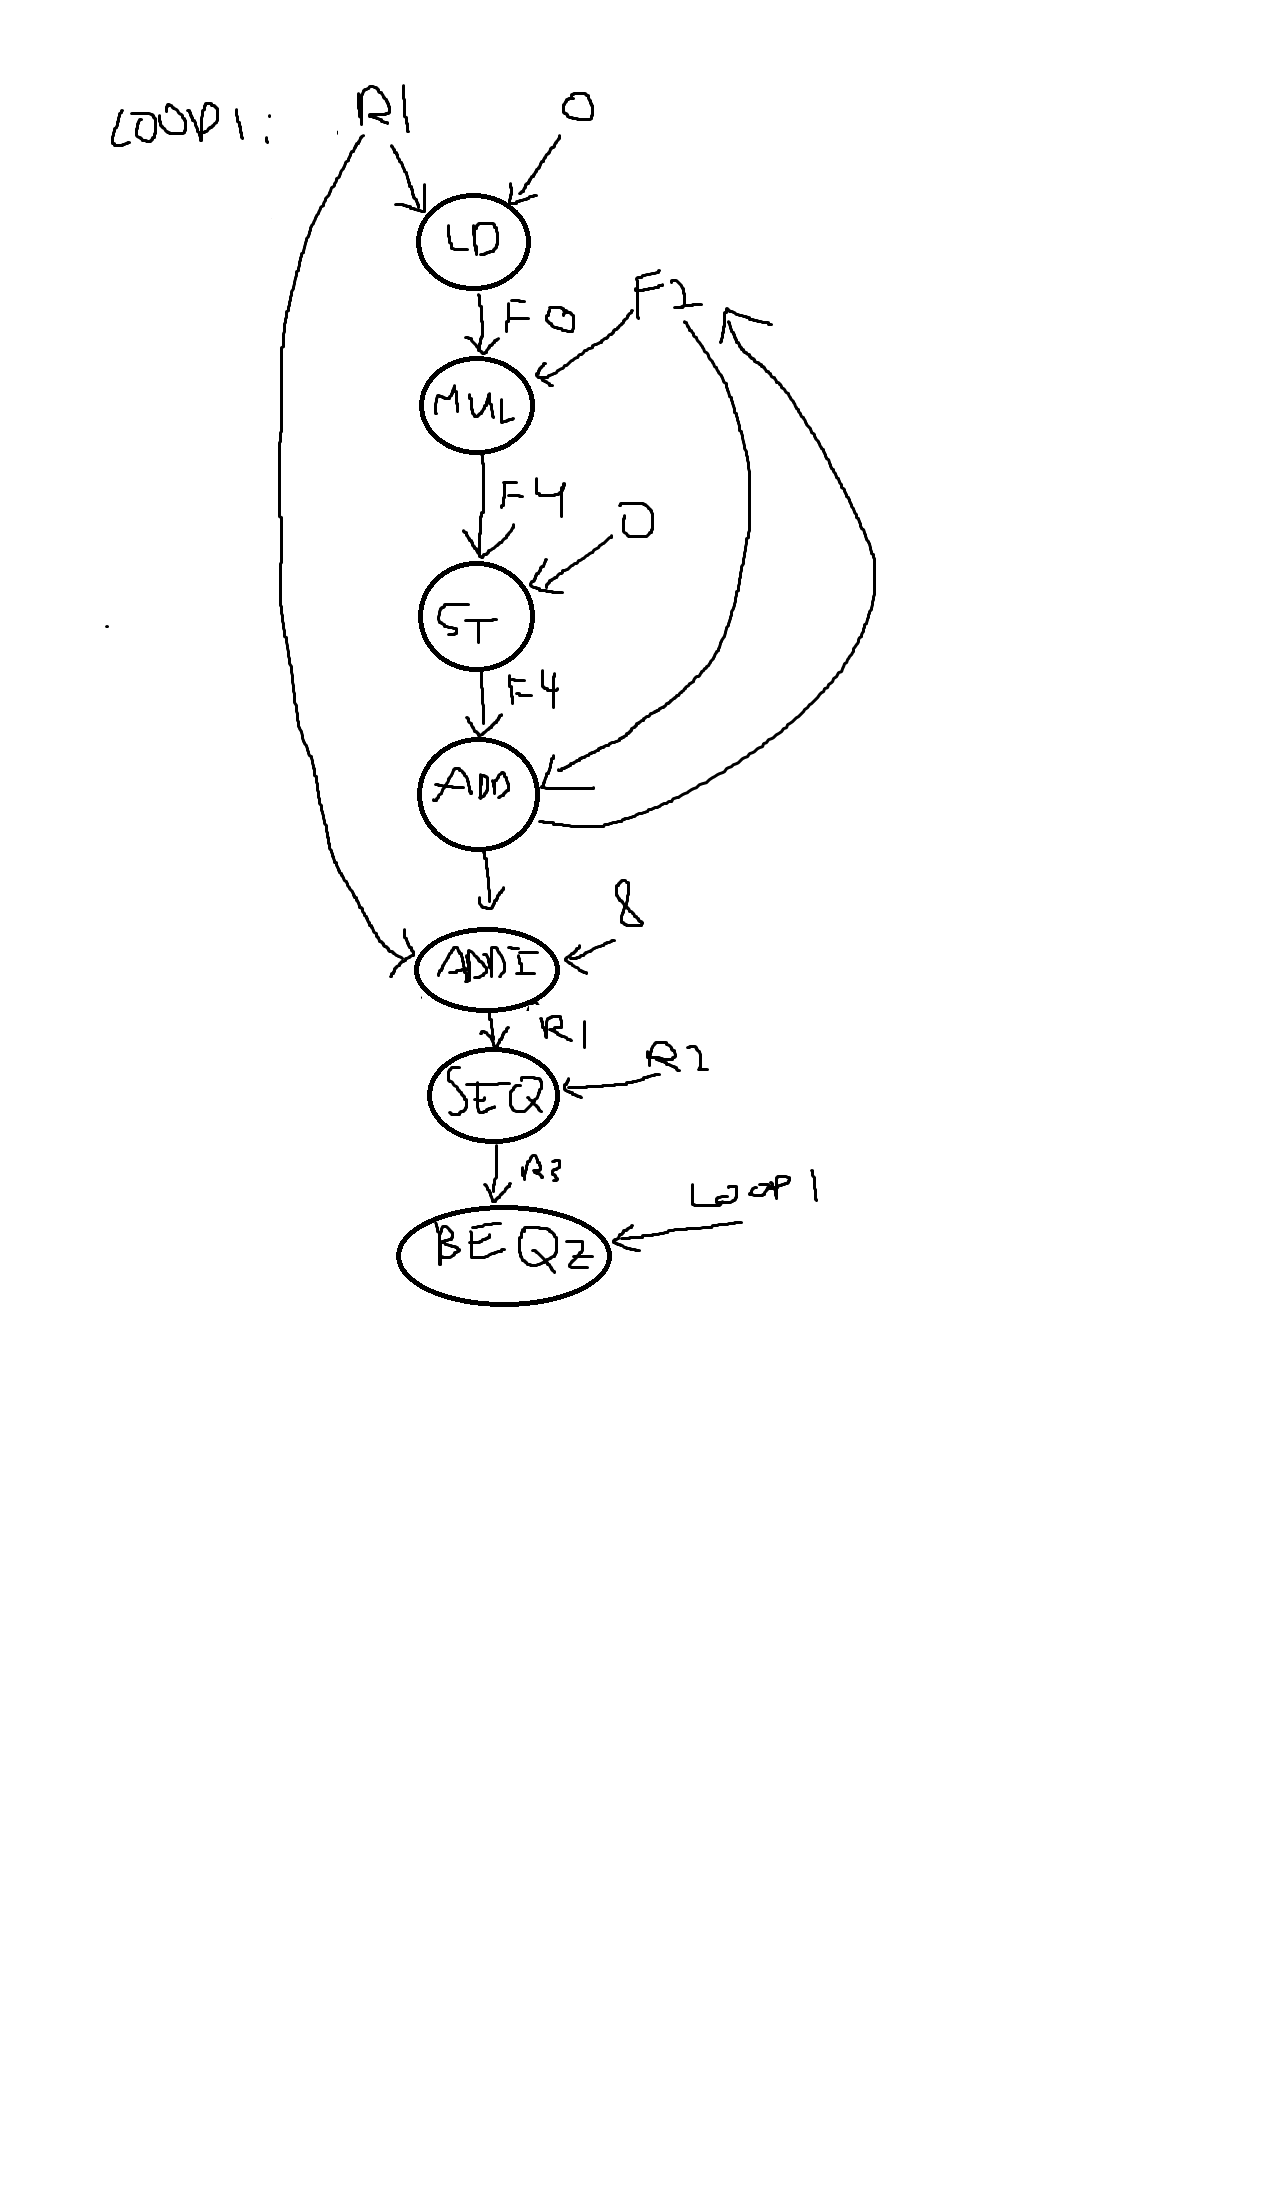 LOOP1: R1 0
LD
F0 F2
MUL
F4 0
ST
F4
ADD
8
ADDI
R1 R2
SEQ
R3 LOOP1
BEQZ